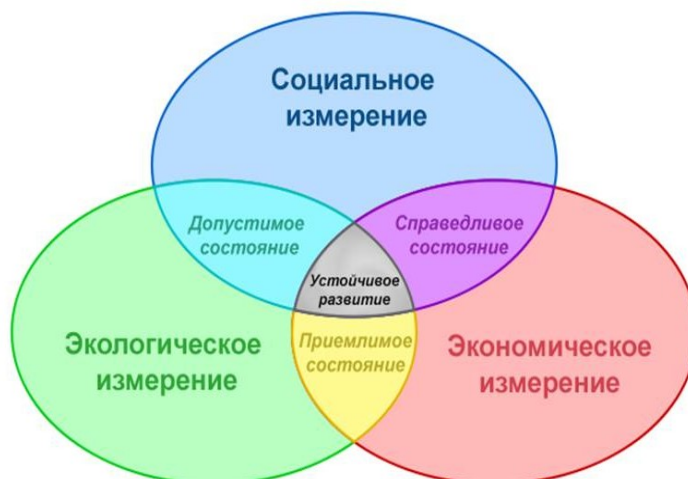 Социальное
измерение
Допустимое
состояние
Справедливое
состояние
Устойчивое
развитие
Экологическое
измерение
Приемлимое
состояние
Экономическое
измерение